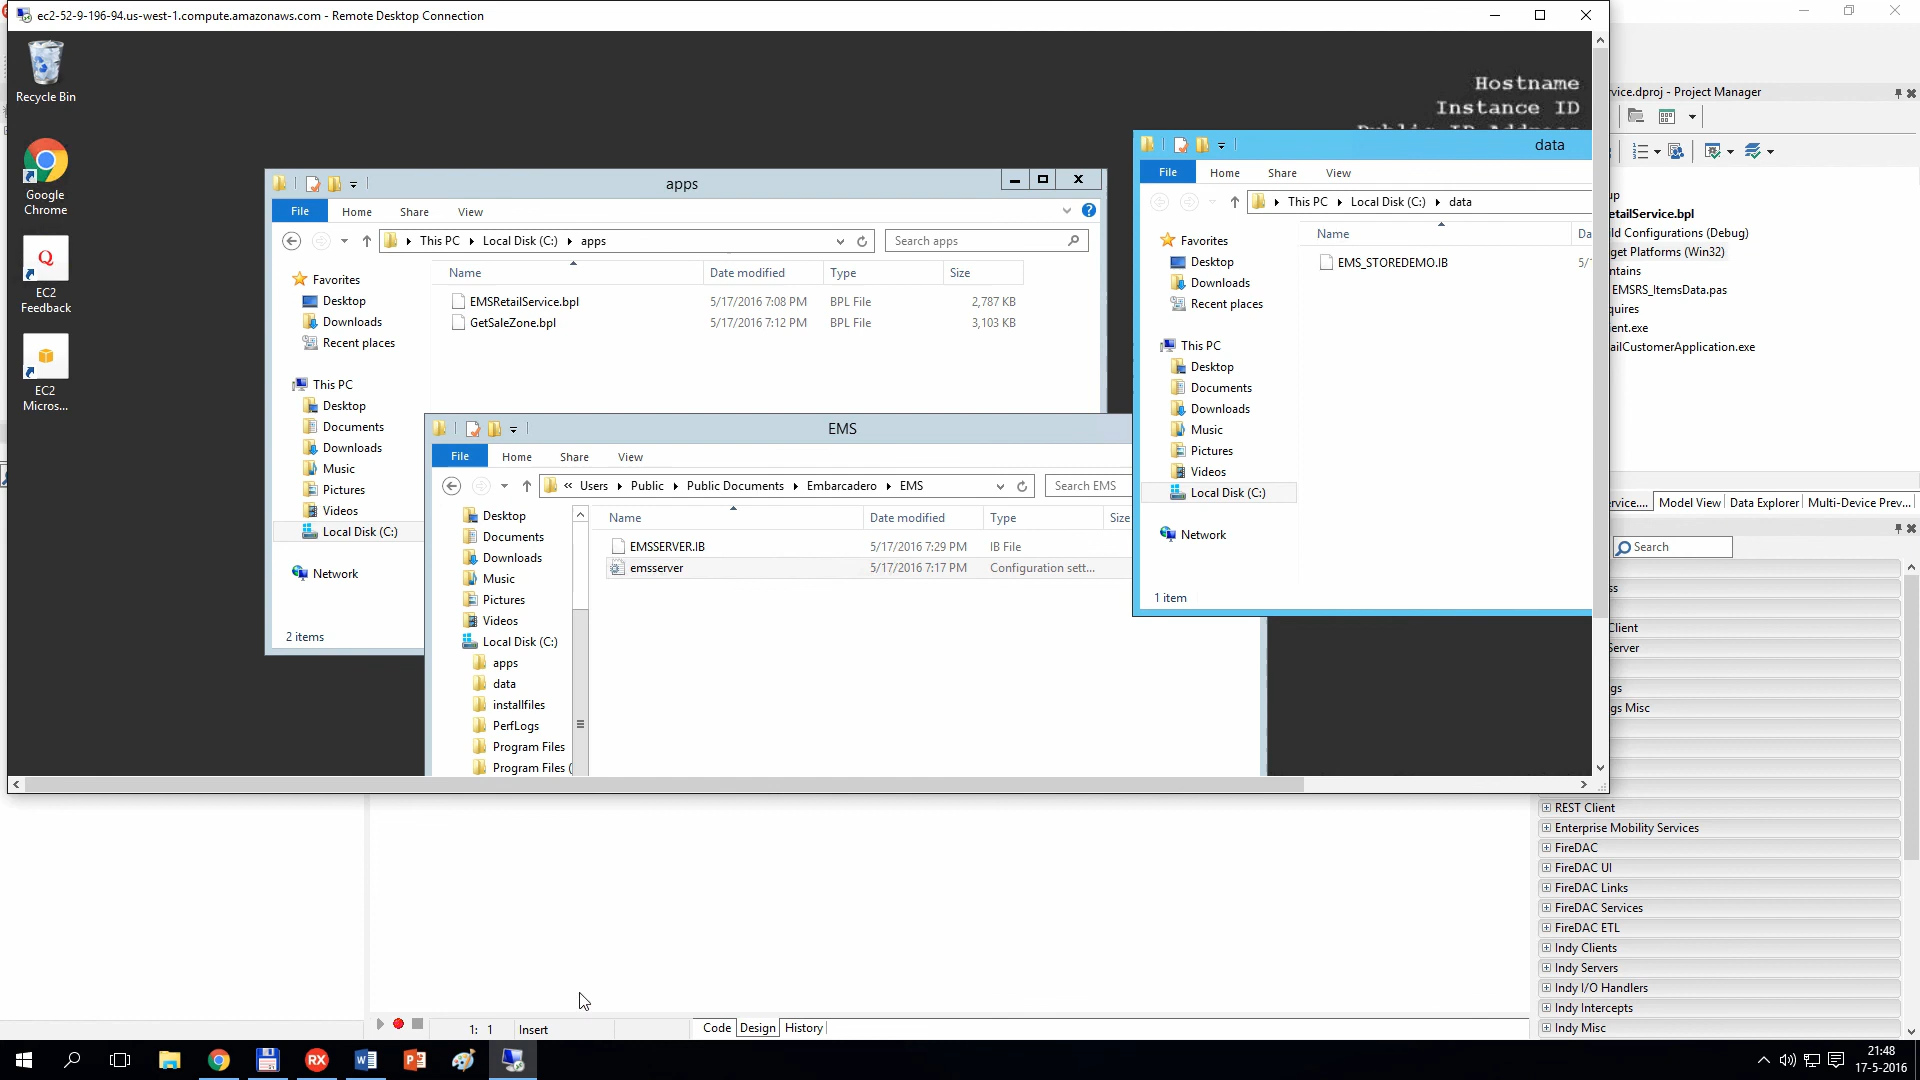 ec2-52-9-196-94.us-west-1.compute.amazonaws.com - Remote Desktop Connection
Recycle Bin
Google
Chrome
EC2
Feedback
EC2
Micros...
Hostname
Instance ID
apps
File Home Share View
This PC Local Disk (C:) apps
Search apps
Name Date modified Type Size
EMSRetailService.bpl 5/17/2016 7:08 PM BPL File 2,787 KB
GetSaleZone.bpl 5/17/2016 7:12 PM BPL File 3,103 KB
Favorites
Desktop
Downloads
Recent places
This PC
Desktop
Documents
Downloads
Music
Pictures
Videos
Local Disk (C:)
Network
2 items
EMS
File Home Share View
« Users Public Public Documents Embarcadero EMS
Search EMS
Name Date modified Type Size
EMSSERVER.IB 5/17/2016 7:29 PM IB File
emsserver 5/17/2016 7:17 PM Configuration sett...
Desktop
Documents
Downloads
Music
Pictures
Videos
Local Disk (C:)
apps
data
installfiles
PerfLogs
Program Files
Program Files (
data
File Home Share View
This PC Local Disk (C:) data
Name Da
EMS_STOREDEMO.IB 5/1
Favorites
Desktop
Downloads
Recent places
This PC
Desktop
Documents
Downloads
Music
Pictures
Videos
Local Disk (C:)
Network
1 item
vice.dproj - Project Manager
up
etailService.bpl
ld Configurations (Debug)
get Platforms (Win32)
ntains
EMSRS_ItemsData.pas
quires
ent.exe
ailCustomerApplication.exe
rvice.... Model View Data Explorer Multi-Device Prev...
Search
ss
Client
Server
gs
gs Misc
REST Client
Enterprise Mobility Services
FireDAC
FireDAC UI
FireDAC Links
FireDAC Services
FireDAC ETL
Indy Clients
Indy Servers
Indy I/O Handlers
Indy Intercepts
Indy Misc
1: 1 Insert
Code Design History
21:48
17-5-2016